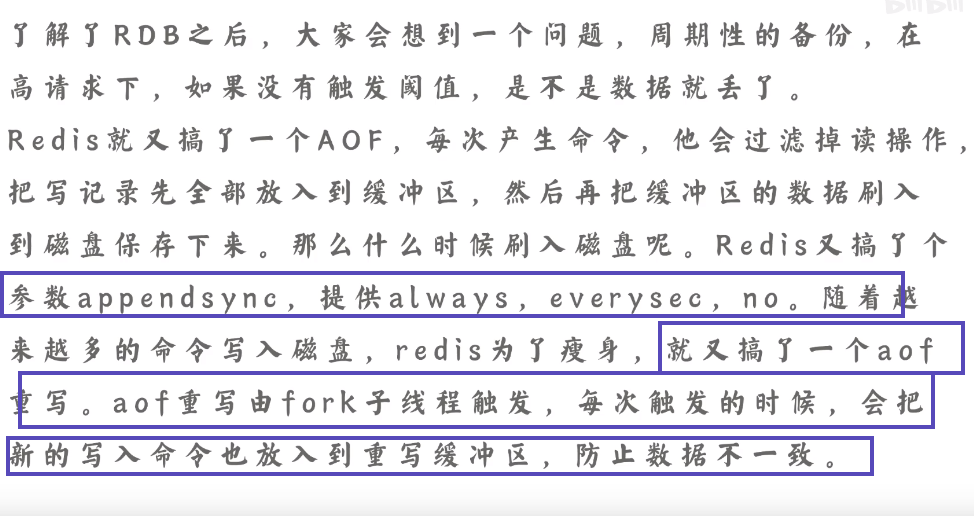 了解了RDB之后，大家会想到一个问题，周期性的备份，在
高请求下，如果没有触发阈值，是不是数据就丢了。
Redis就又搞了一个AOF，每次产生命令，他会过滤掉读操作，
把写记录先全部放入到缓冲区，然后再把缓冲区的数据刷入
到磁盘保存下来。那么什么时候刷入磁盘呢。Redis又搞了个
参数appendsync，提供always，everysec，no。随着越
来越多的命令写入磁盘，redis为了瘦身，就又搞了一个aof
重写。aof重写由fork子线程触发，每次触发的时候，会把
新的写入命令也放入到重写缓冲区，防止数据不一致。